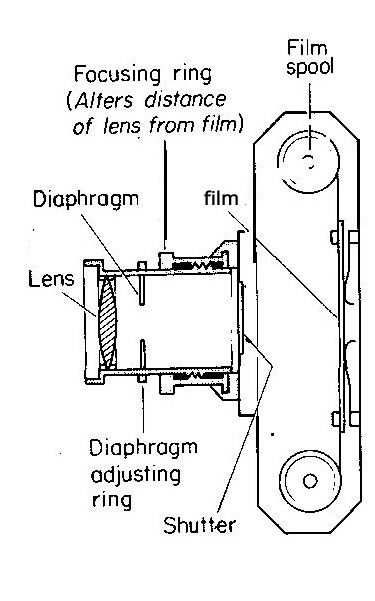 Film
spool
Focusing ring
(Alters distance
of lens from film)
Diaphragm
film
Lens
Diaphragm
adjusting
ring
Shutter